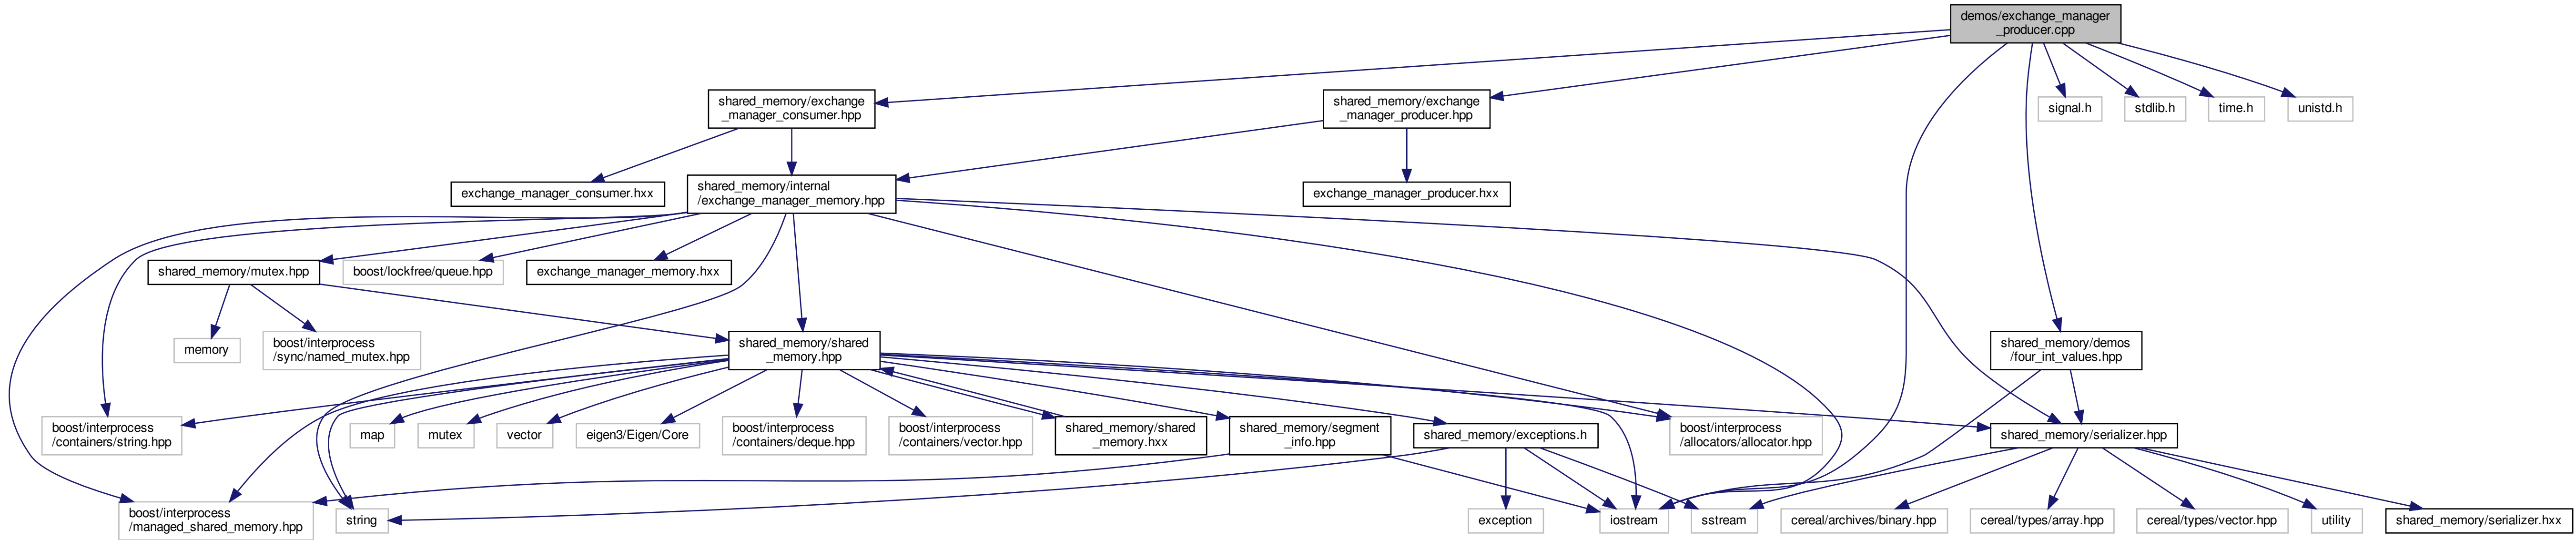 demos/exchange_manager
_producer.cpp
shared_memory/exchange
_manager_consumer.hpp
shared_memory/exchange
_manager_producer.hpp
signal.h
stdlib.h
time.h
unistd.h
exchange_manager_consumer.hxx
shared_memory/internal
/exchange_manager_memory.hpp
exchange_manager_producer.hxx
shared_memory/mutex.hpp
boost/lockfree/queue.hpp
exchange_manager_memory.hxx
memory
boost/interprocess
/sync/named_mutex.hpp
shared_memory/shared
_memory.hpp
shared_memory/demos
/four_int_values.hpp
boost/interprocess
/containers/string.hpp
map
mutex
vector
eigen3/Eigen/Core
boost/interprocess
/containers/deque.hpp
boost/interprocess
/containers/vector.hpp
shared_memory/shared
_memory.hxx
shared_memory/segment
_info.hpp
shared_memory/exceptions.h
boost/interprocess
/allocators/allocator.hpp
shared_memory/serializer.hpp
boost/interprocess
/managed_shared_memory.hpp
string
exception
iostream
sstream
cereal/archives/binary.hpp
cereal/types/array.hpp
cereal/types/vector.hpp
utility
shared_memory/serializer.hxx